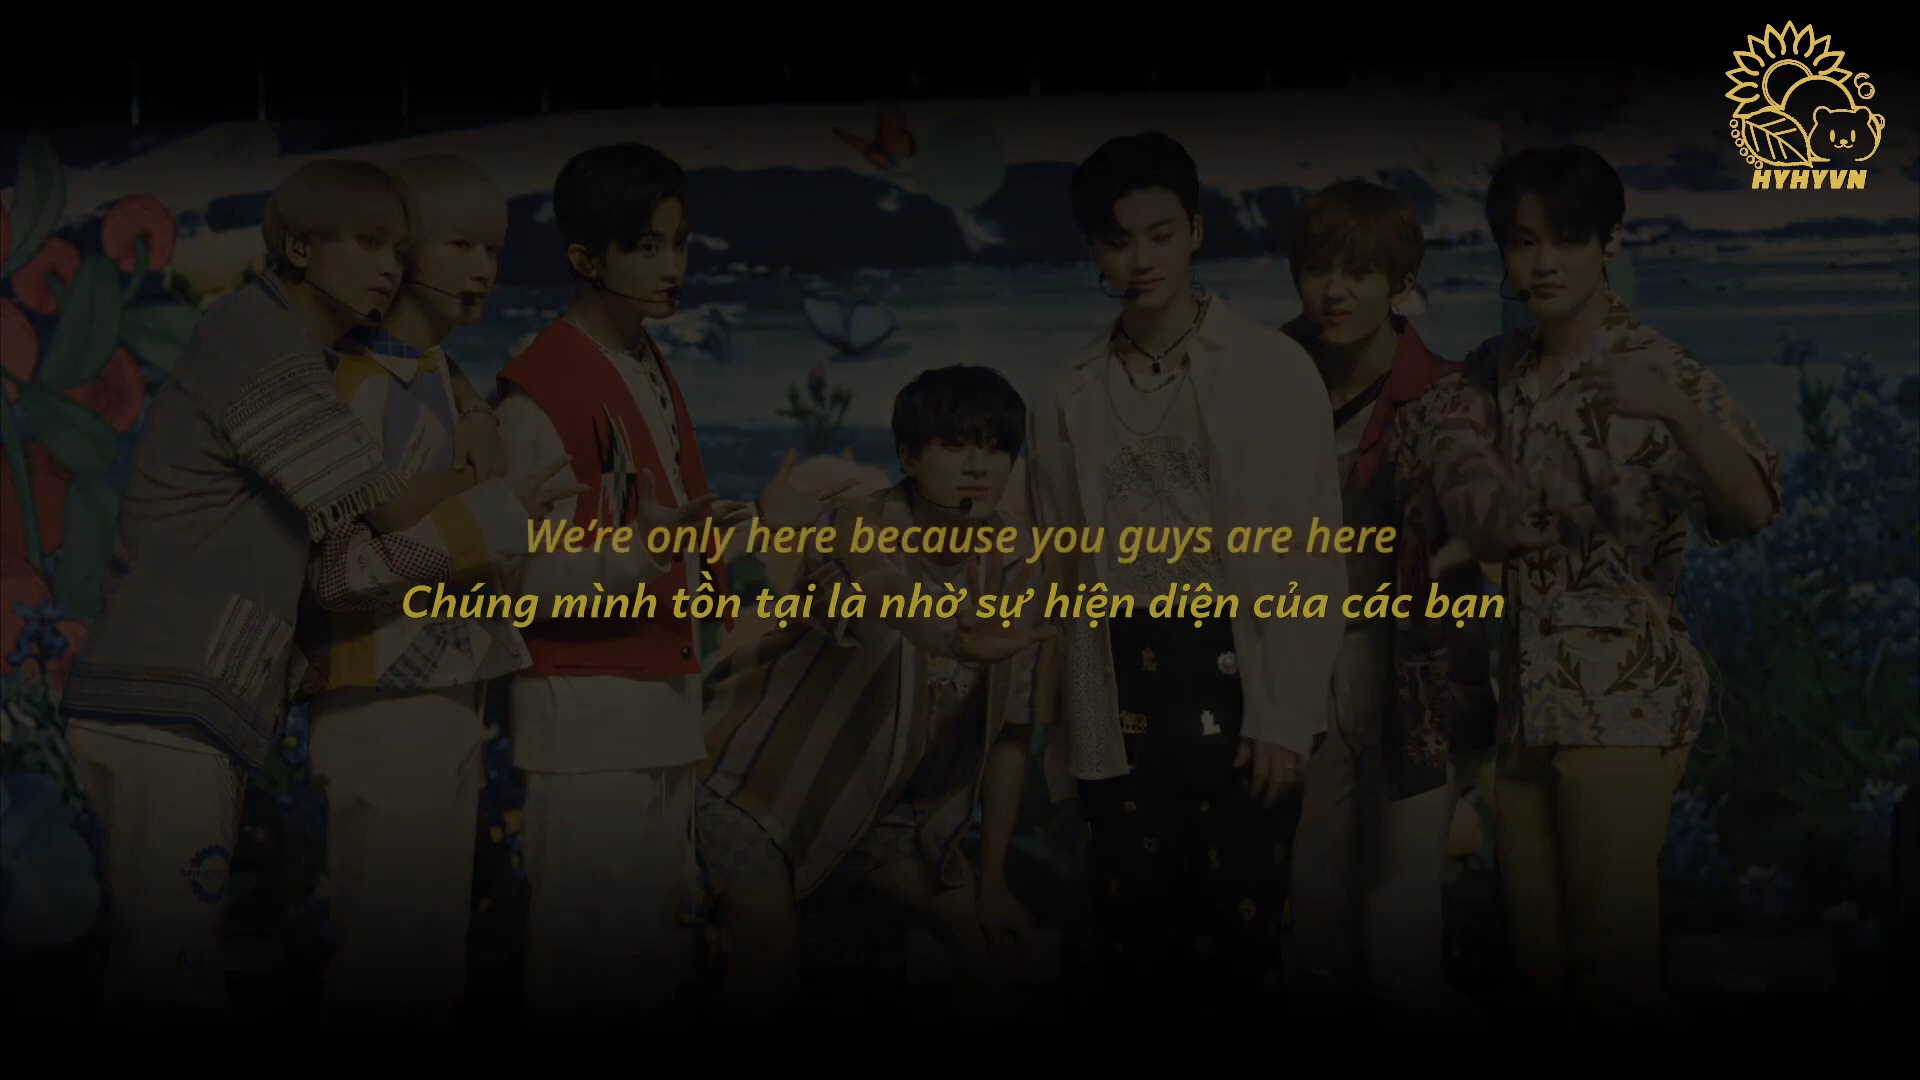 HYHYVN
We're only here because you guys are here
Chúng mình tồn tại là nhờ sự hiện diện của các bạn